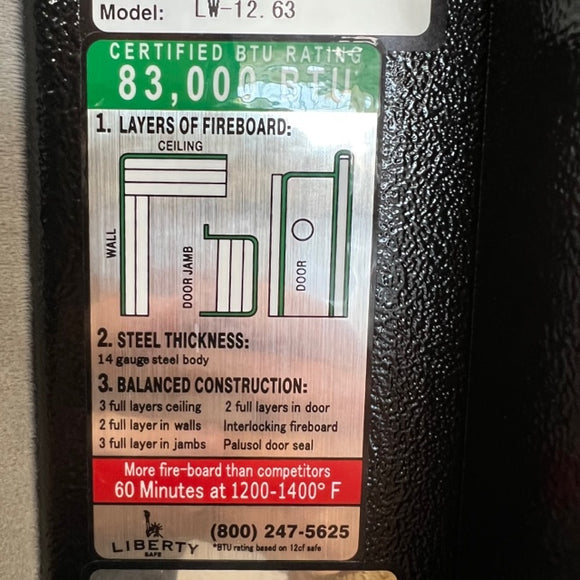 Model: LW-12.63
CERTIFIED BTU RATING
83,000 BTU
1. LAYERS OF FIREBOARD:
CEILING
WALL
DOOR JAMB
DOOR
2. STEEL THICKNESS:
14 gauge steel body
3. BALANCED CONSTRUCTION:
3 full layers ceiling 2 full layers in door
2 full layer in walls Interlocking fireboard
3 full layer in jambs Palusol door seal
More fire-board than competitors
60 Minutes at 1200-1400° F
LIBERTY
SAFE
(800) 247-5625
*BTU rating based on 12cf safe